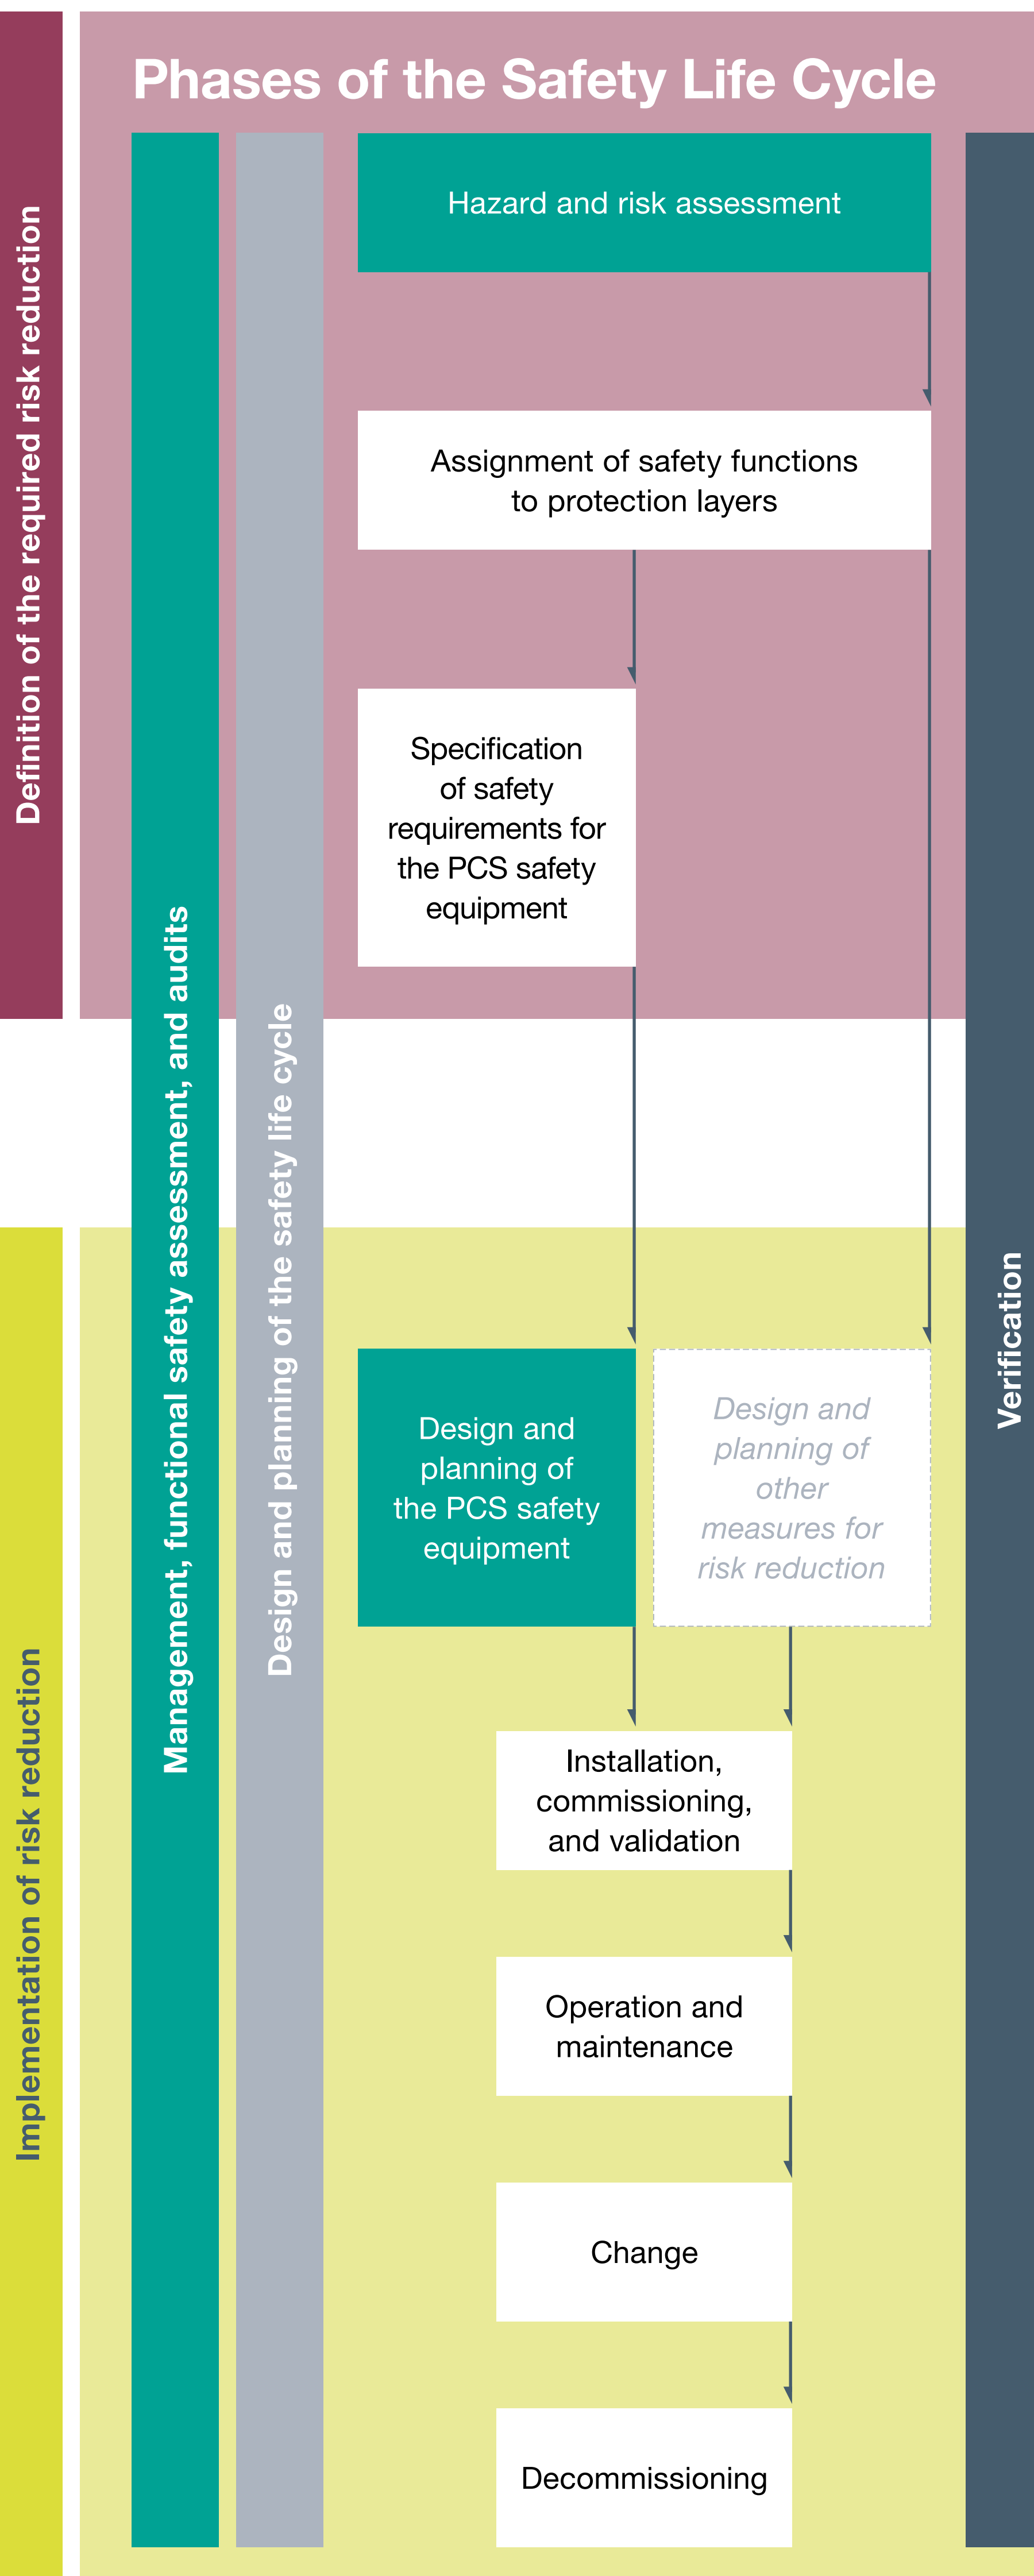 Phases of the Safety Life Cycle
Definition of the required risk reduction
Implementation of risk reduction
Management, functional safety assessment, and audits
Design and planning of the safety life cycle
Hazard and risk assessment
Assignment of safety functions
to protection layers
Specification
of safety
requirements for
the PCS safety
equipment
Design and
planning of
the PCS safety
equipment
Design and
planning of
other
measures for
risk reduction
Installation,
commissioning,
and validation
Operation and
maintenance
Change
Decommissioning
Verification